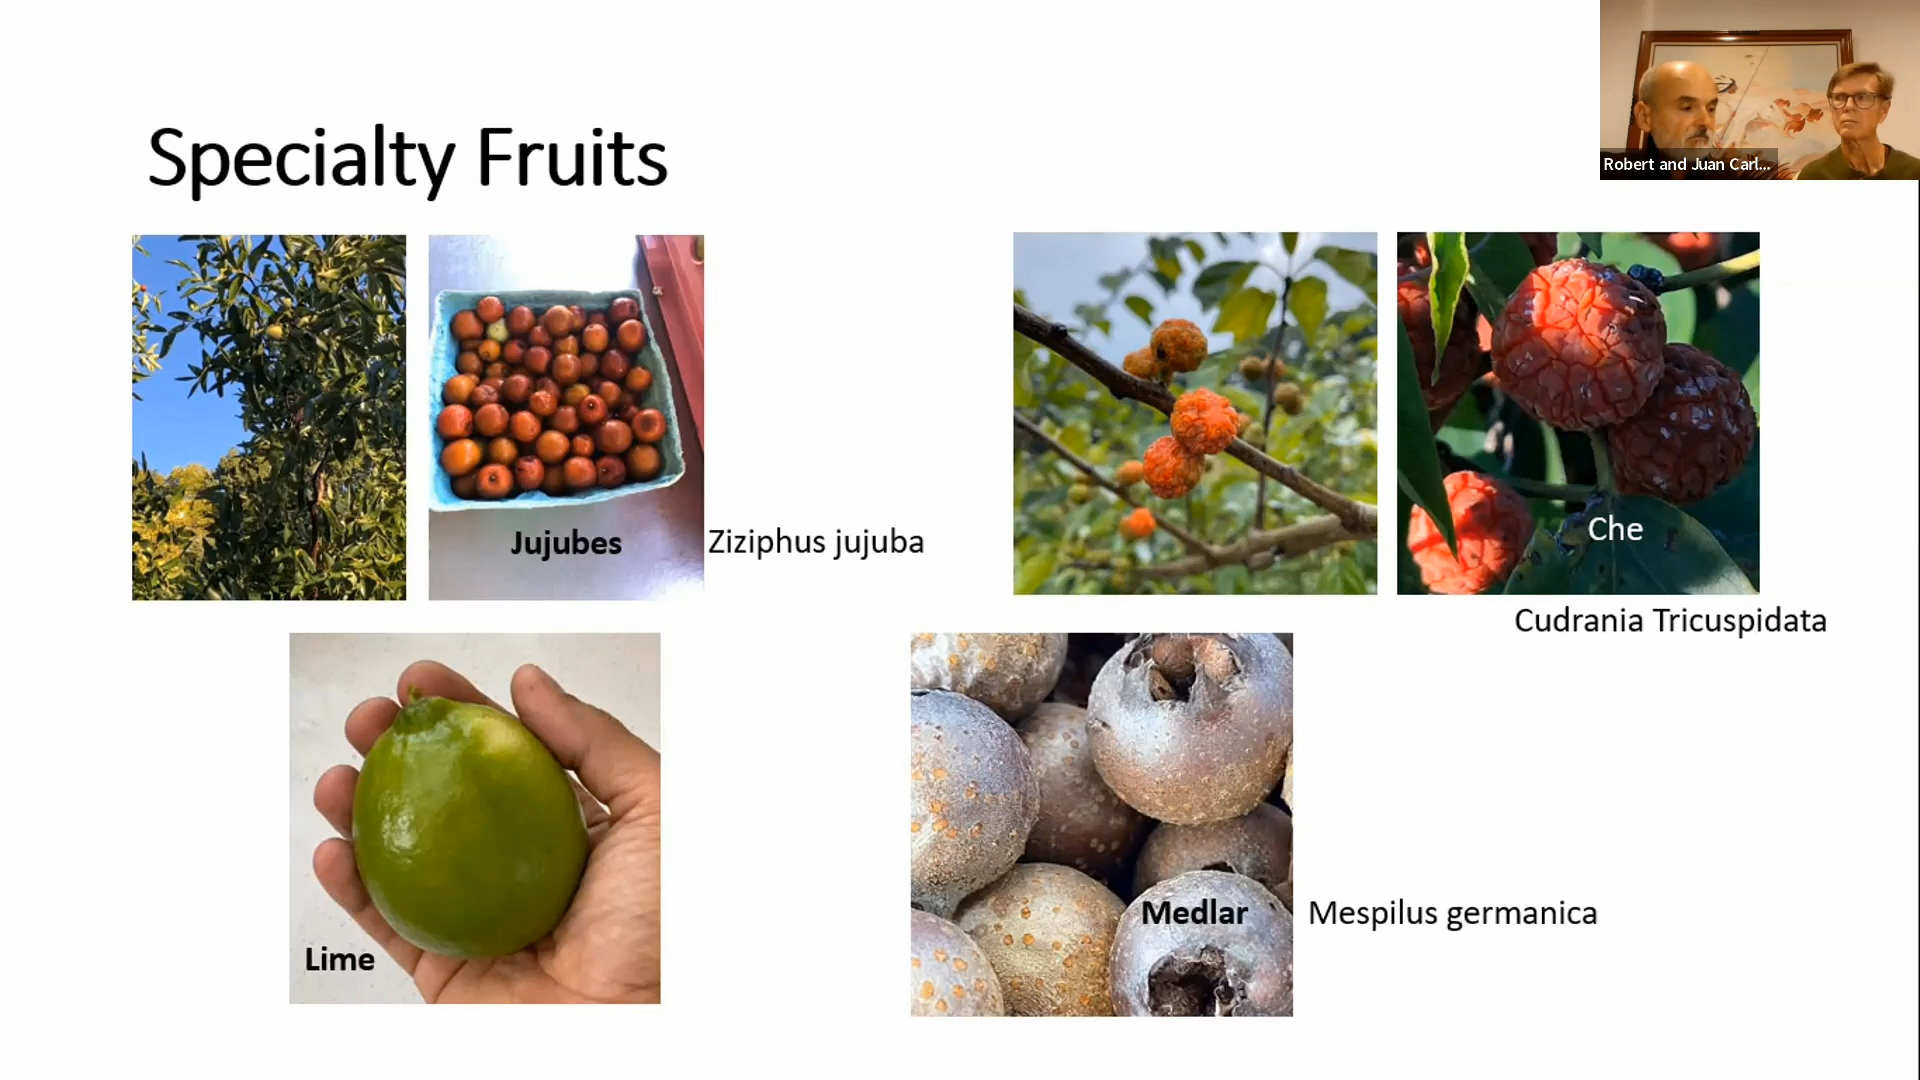 Robert and Juan Carl...
Specialty Fruits
Jujubes
Ziziphus jujuba
Che
Cudrania Tricuspidata
Lime
Medlar
Mespilus germanica